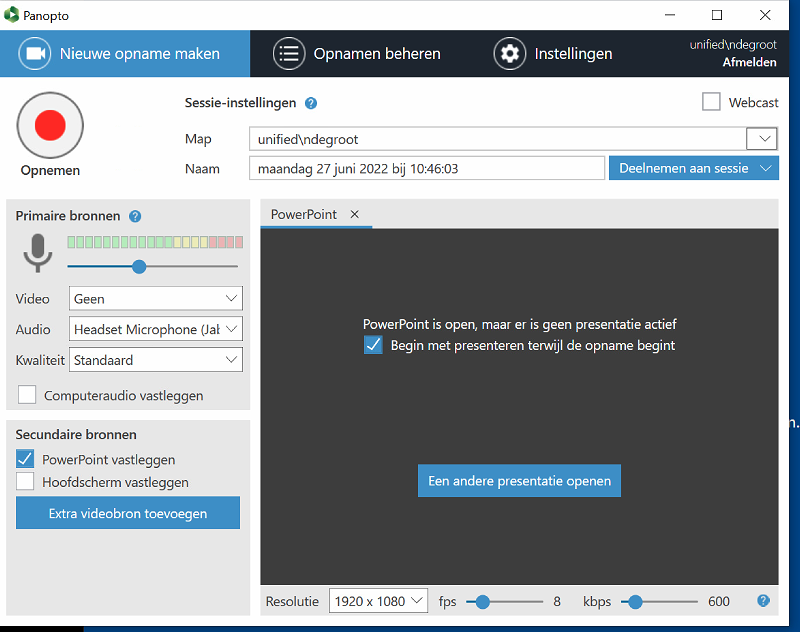 Panopto
Nieuwe opname maken
Opnamen beheren
Instellingen
unified\ndegroot
Afmelden
Opnemen
Sessie-instellingen ?
Webcast
Map unified\ndegroot
Naam maandag 27 juni 2022 bij 10:46:03
Deelnemen aan sessie
Primaire bronnen ?
Video Geen
Audio Headset Microphone (Jab
Kwaliteit Standaard
Computeraudio vastleggen
Secundaire bronnen
PowerPoint vastleggen
Hoofdscherm vastleggen
Extra videobron toevoegen
PowerPoint
PowerPoint is open, maar er is geen presentatie actief
Begin met presenteren terwijl de opname begint
Een andere presentatie openen
Resolutie 1920 x 1080 fps 8 kbps 600 ?